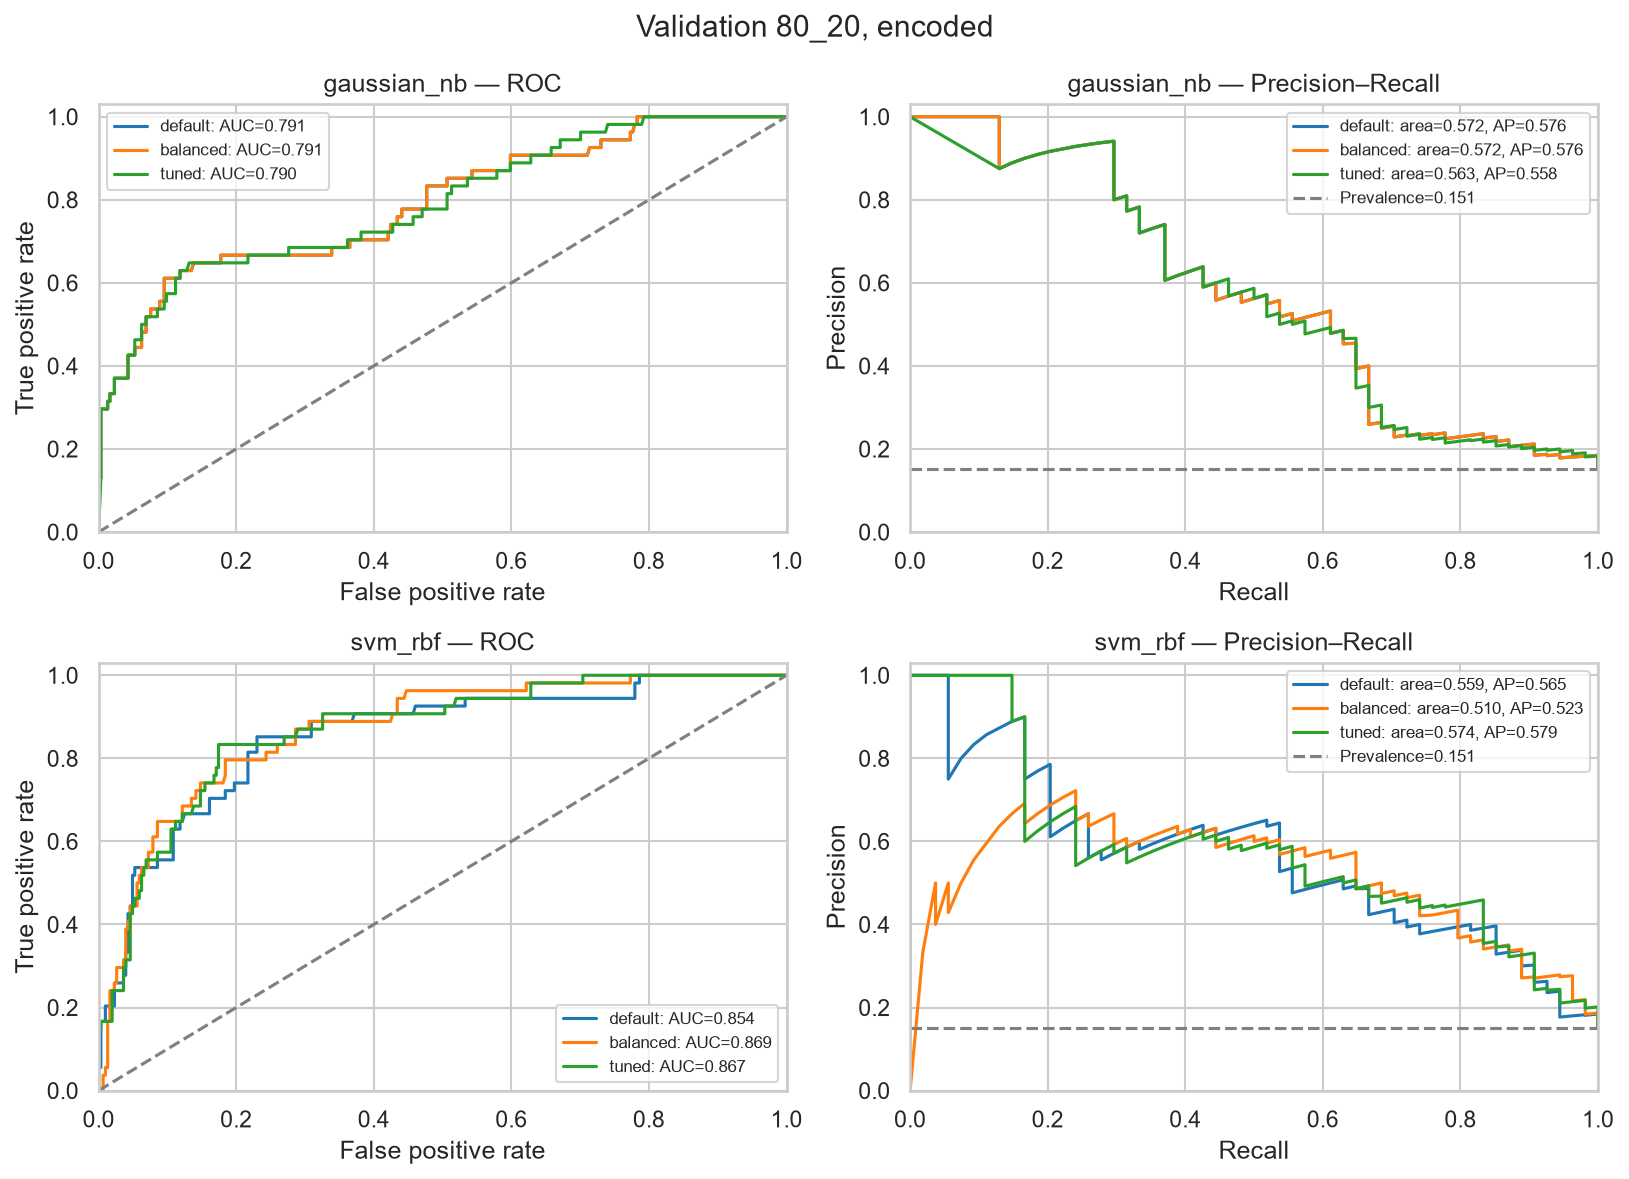 Validation 80_20, encoded
gaussian_nb — ROC
1.0
0.8
0.6
0.4
0.2
0.0
True positive rate
default: AUC=0.791
balanced: AUC=0.791
tuned: AUC=0.790
0.0 0.2 0.4 0.6 0.8 1.0
False positive rate
gaussian_nb — Precision–Recall
1.0
0.8
0.6
0.4
0.2
0.0
Precision
default: area=0.572, AP=0.576
balanced: area=0.572, AP=0.576
tuned: area=0.563, AP=0.558
Prevalence=0.151
0.0 0.2 0.4 0.6 0.8 1.0
Recall
svm_rbf — ROC
1.0
0.8
0.6
0.4
0.2
0.0
True positive rate
default: AUC=0.854
balanced: AUC=0.869
tuned: AUC=0.867
0.0 0.2 0.4 0.6 0.8 1.0
False positive rate
svm_rbf — Precision–Recall
1.0
0.8
0.6
0.4
0.2
0.0
Precision
default: area=0.559, AP=0.565
balanced: area=0.510, AP=0.523
tuned: area=0.574, AP=0.579
Prevalence=0.151
0.0 0.2 0.4 0.6 0.8 1.0
Recall